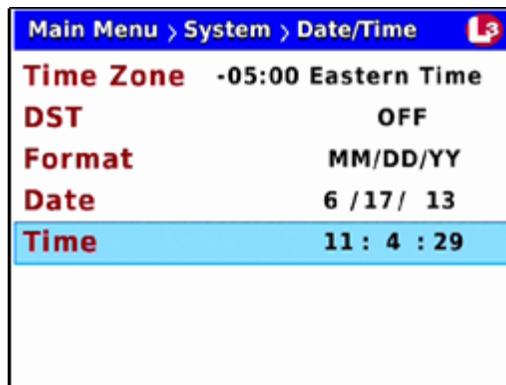 Main Menu > System > Date/Time L3
Time Zone -05:00 Eastern Time
DST OFF
Format MM/DD/YY
Date 6 /17/ 13
Time 11 : 4 : 29